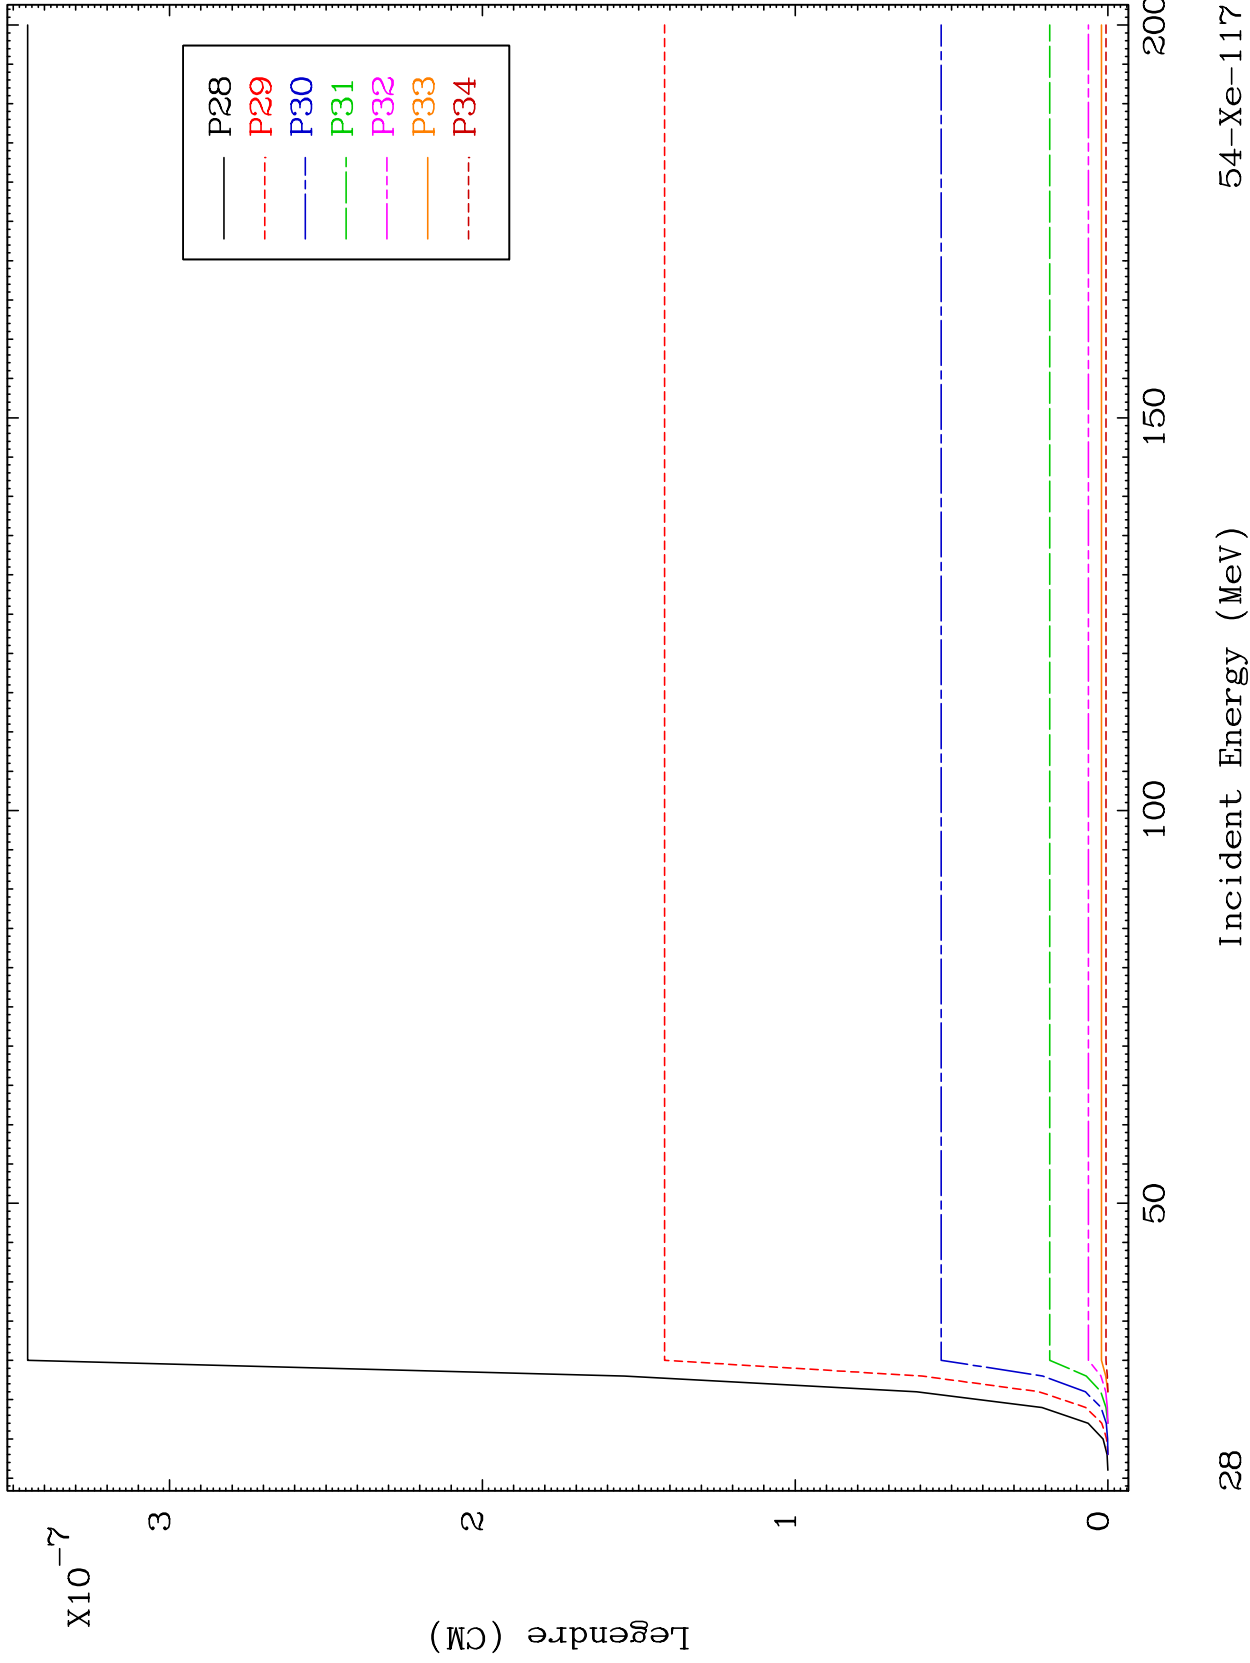 X10⁻⁷
3
2
1
0
Legendre (CM)
P28
P29
P30
P31
P32
P33
P34
50
100
150
200
Incident Energy (MeV)
28
54-Xe-117